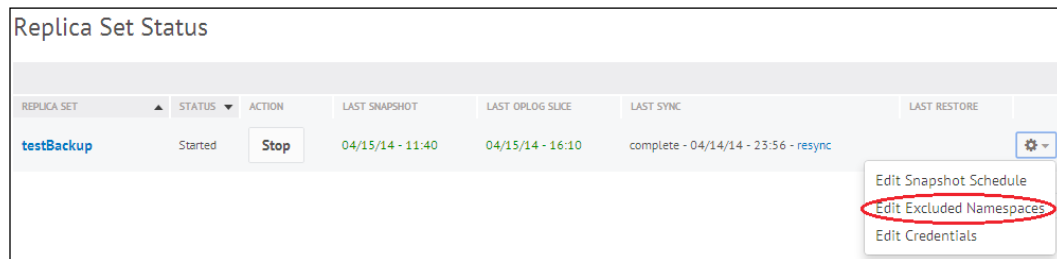 Replica Set Status
REPLICA SET STATUS ACTION LAST SNAPSHOT LAST OPLOG SLICE LAST SYNC LAST RESTORE
testBackup Started Stop 04/15/14 - 11:40 04/15/14 - 16:10 complete - 04/14/14 - 23:56 - resync
Edit Snapshot Schedule
Edit Excluded Namespaces
Edit Credentials